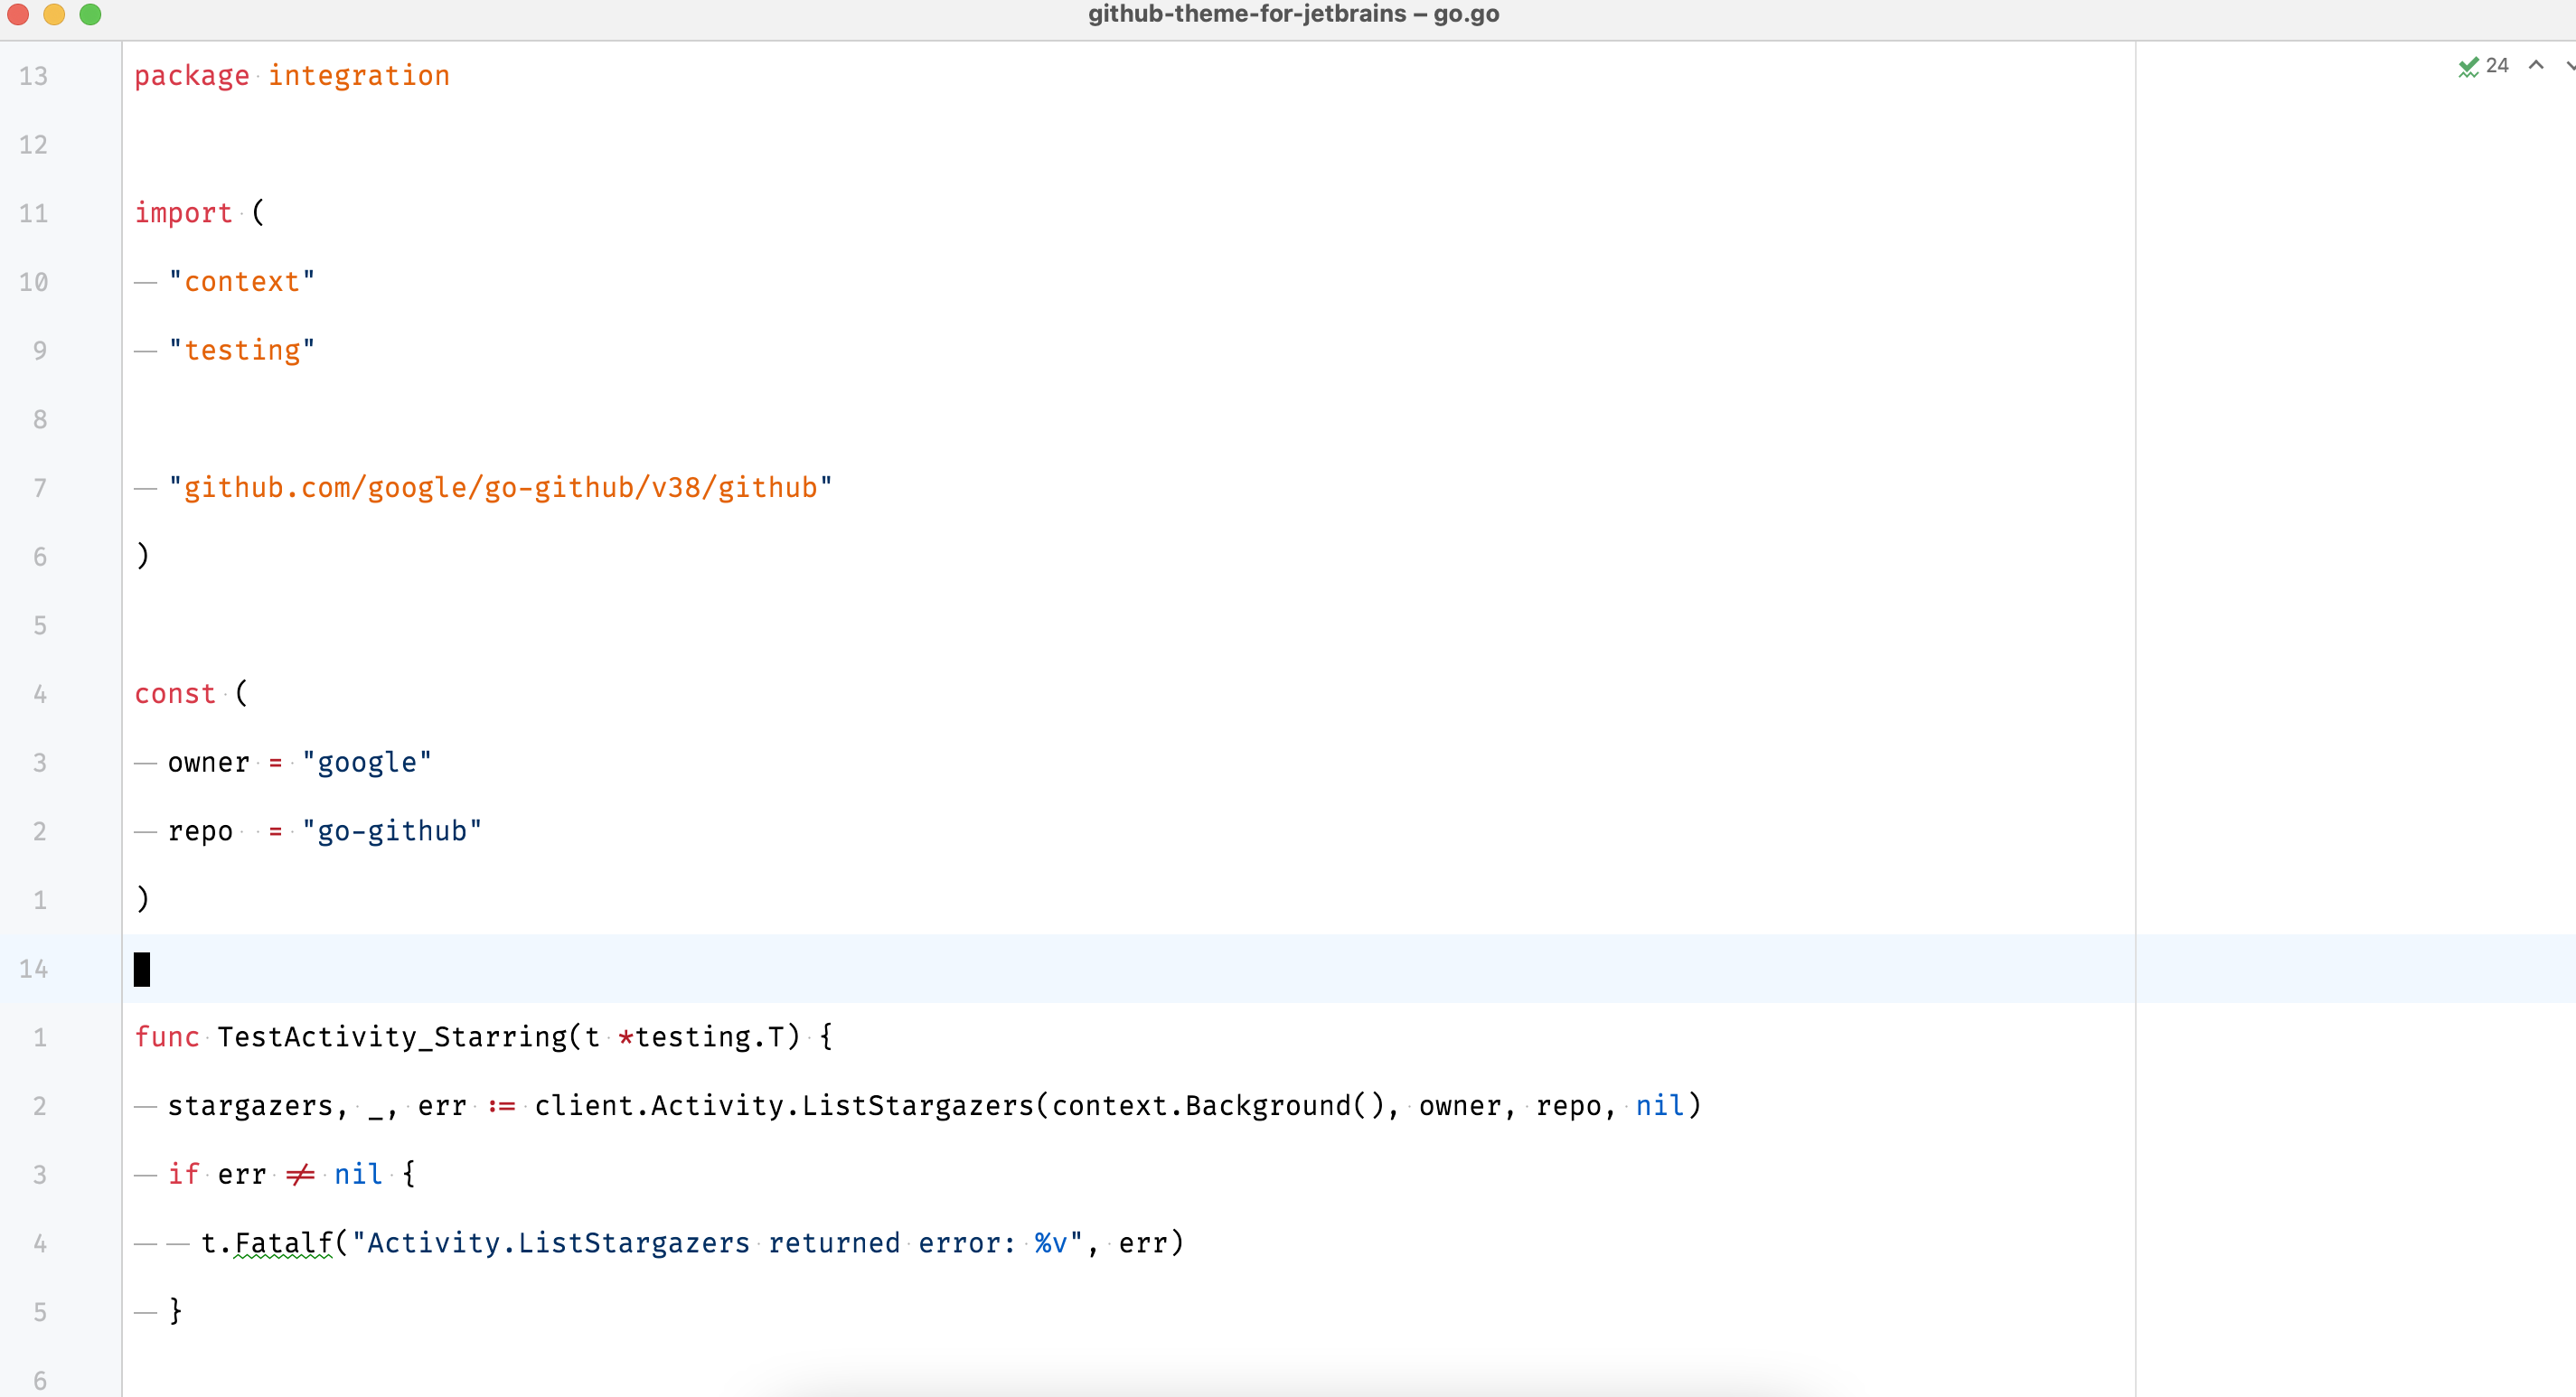 github-theme-for-jetbrains – go.go
24
13 package integration
12
11 import (
10 "context"
9 "testing"
8
7 "github.com/google/go-github/v38/github"
6 )
5
4 const (
3 owner = "google"
2 repo  = "go-github"
1 )
14
1 func TestActivity_Starring(t *testing.T) {
2 stargazers, _, err := client.Activity.ListStargazers(context.Background(), owner, repo, nil)
3 if err != nil {
4 t.Fatalf("Activity.ListStargazers returned error: %v", err)
5 }
6